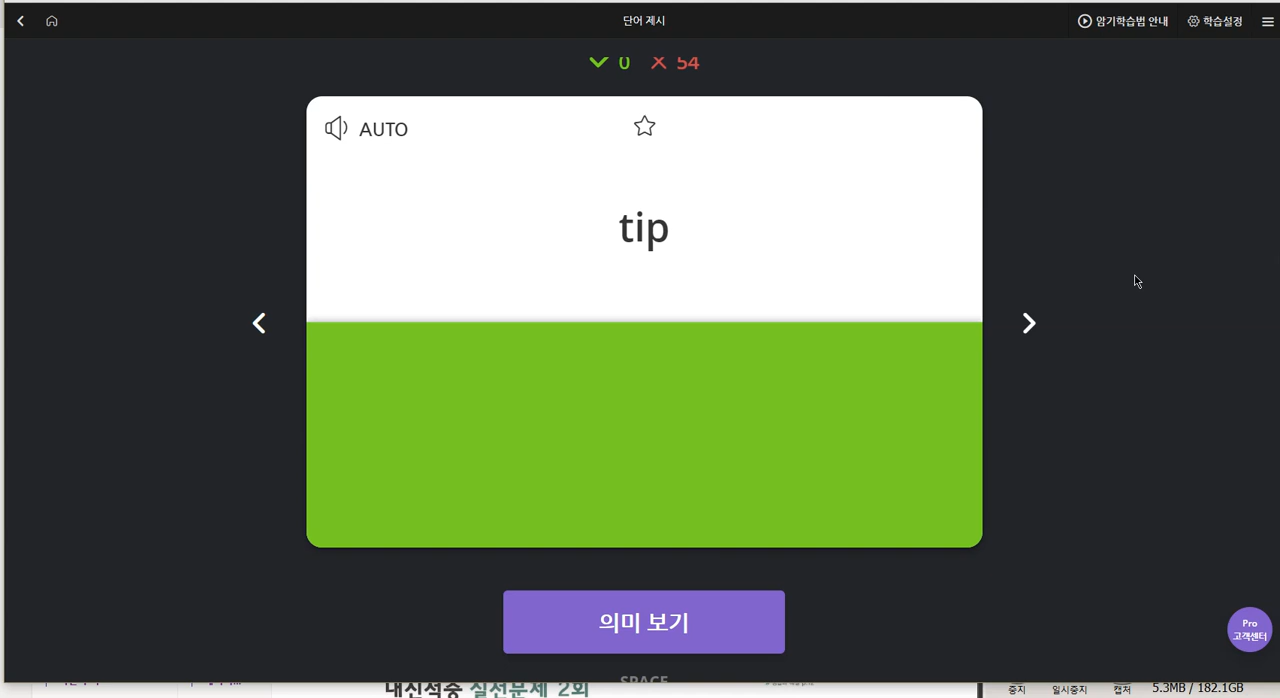 단어 제시
암기학습법 안내
학습설정
0
54
AUTO
tip
의미 보기
Pro
고객센터
SPACE
내신적중 실전문제 2회
중지
일시중지
캡처
5.3MB / 182.1GB